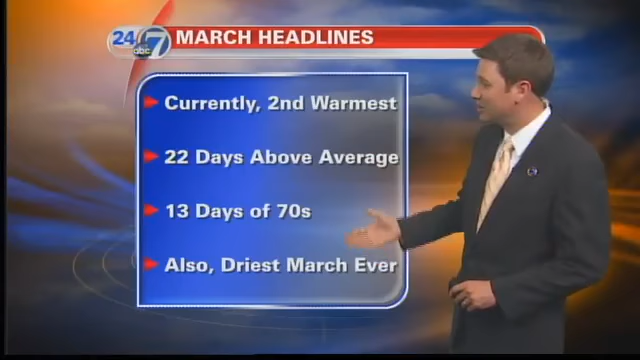 24
abc 7
MARCH HEADLINES
Currently, 2nd Warmest
22 Days Above Average
13 Days of 70s
Also, Driest March Ever